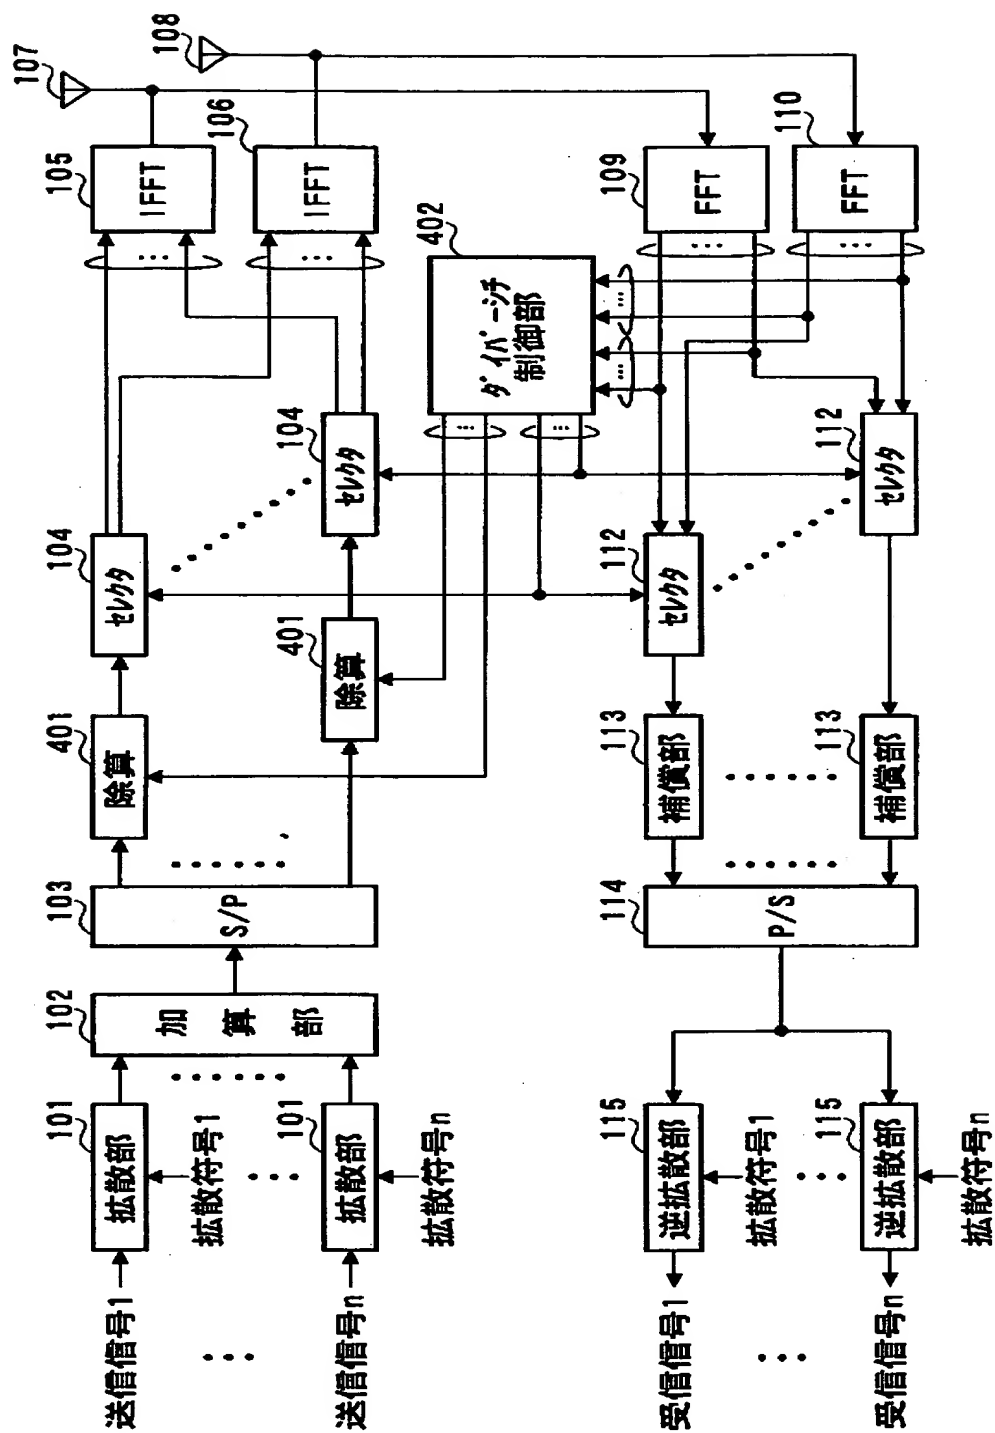 送信信号1
拡散部
101
拡散符号1
送信信号n
拡散部
101
拡散符号n
加算部
102
S/P
103
除算
401
除算
401
セレクタ
104
セレクタ
104
IFFT
105
IFFT
106
107
108
ダイバーシチ
制御部
402
FFT
109
FFT
110
セレクタ
112
セレクタ
112
補償部
113
補償部
113
P/S
114
逆拡散部
115
拡散符号1
受信信号1
逆拡散部
115
拡散符号n
受信信号n